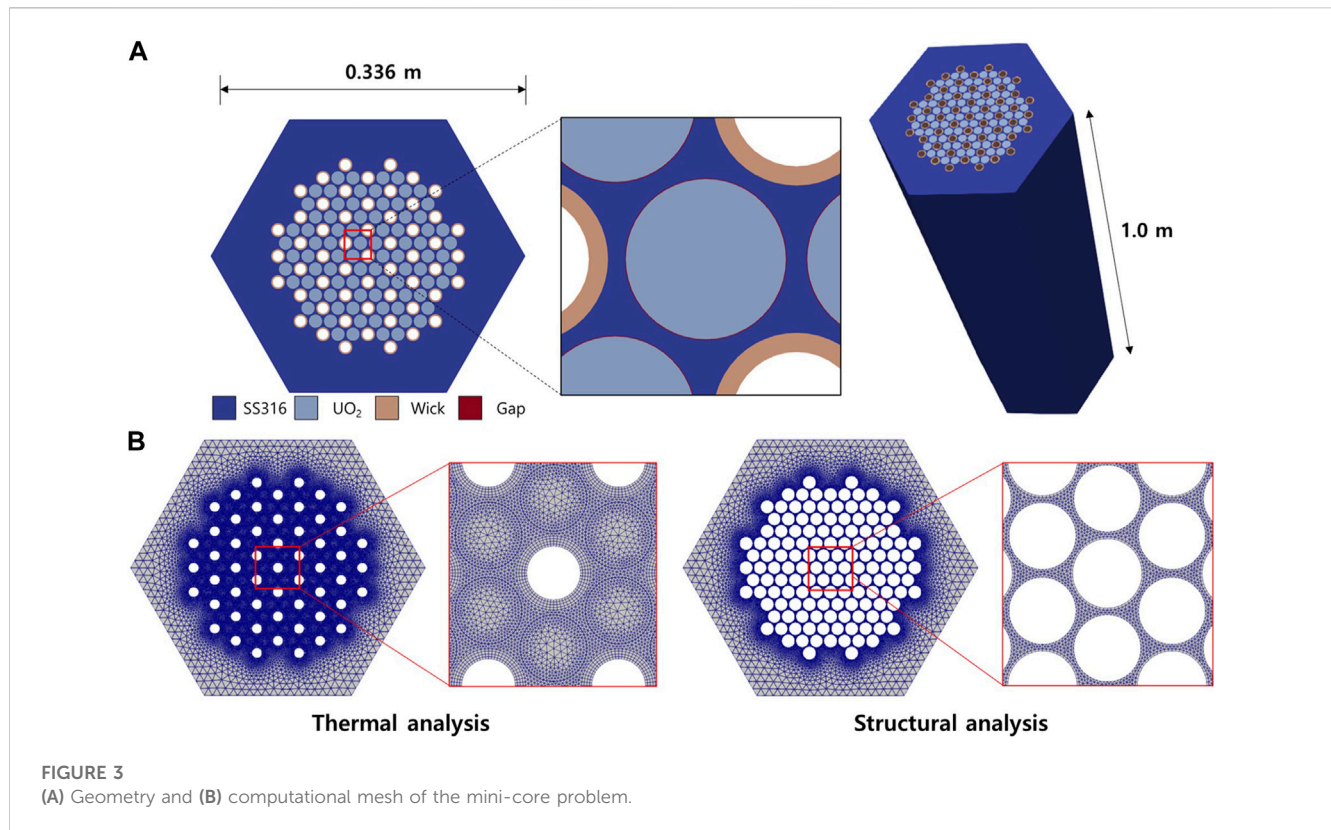 A
0.336 m
1.0 m
SS316 UO₂ Wick Gap
B
Thermal analysis Structural analysis
FIGURE 3
(A) Geometry and (B) computational mesh of the mini-core problem.